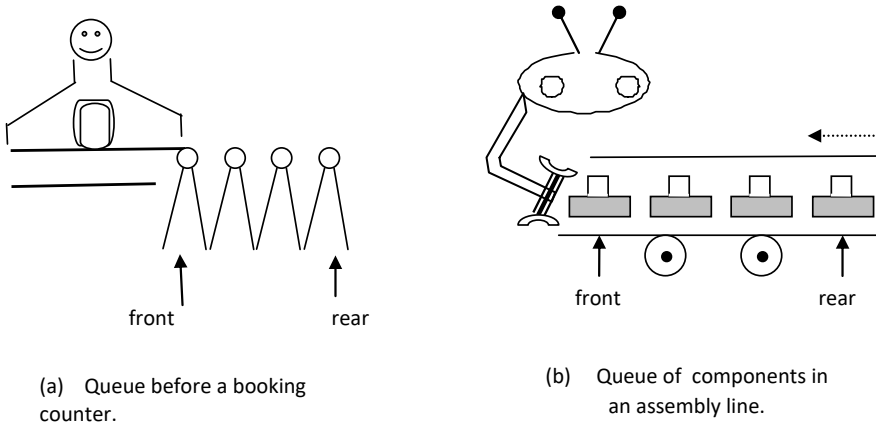 front
rear
(a) Queue before a booking
counter.
front
rear
(b) Queue of components in
an assembly line.